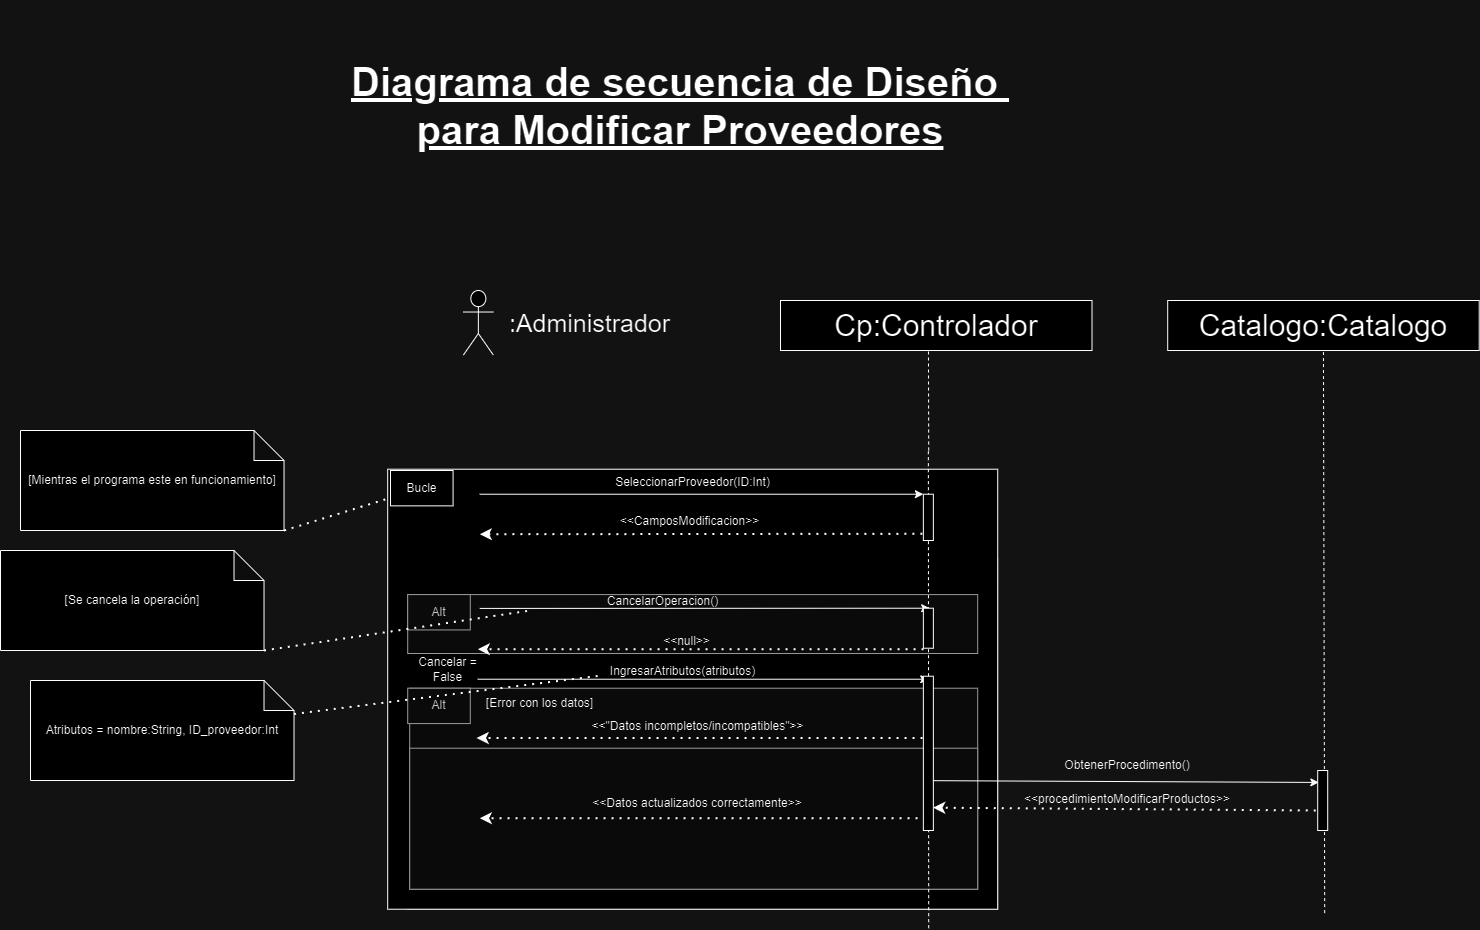 Diagrama de secuencia de Diseño
para Modificar Proveedores
:Administrador
Cp:Controlador
Catalogo:Catalogo
[Mientras el programa este en funcionamiento]
Bucle
SeleccionarProveedor(ID:Int)
<<CamposModificacion>>
[Se cancela la operación]
Alt
CancelarOperacion()
<<null>>
Cancelar =
False
IngresarAtributos(atributos)
Alt
[Error con los datos]
Atributos = nombre:String, ID_proveedor:Int
<<"Datos incompletos/incompatibles">>
ObtenerProcedimento()
<<procedimientoModificarProductos>>
<<Datos actualizados correctamente>>